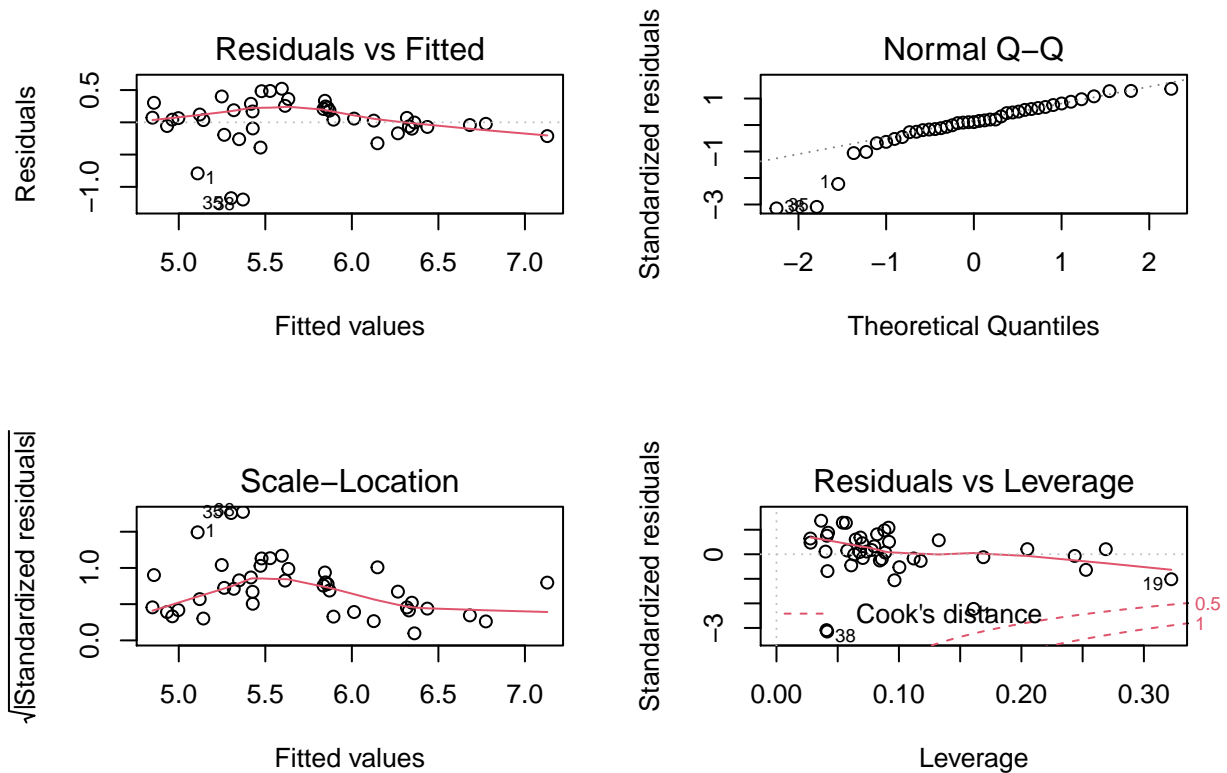 Residuals vs Fitted
Residuals
0.5
−1.0
1
38
5.0 5.5 6.0 6.5 7.0
Fitted values
Normal Q−Q
Standardized residuals
1
−1
−3
1
−2 −1 0 1 2
Theoretical Quantiles
Scale−Location
√|Standardized residuals|
1.0
0.0
1
5.0 5.5 6.0 6.5 7.0
Fitted values
Residuals vs Leverage
Standardized residuals
0
−3
19
Cook's distance
38
0.5
1
0.00 0.10 0.20 0.30
Leverage